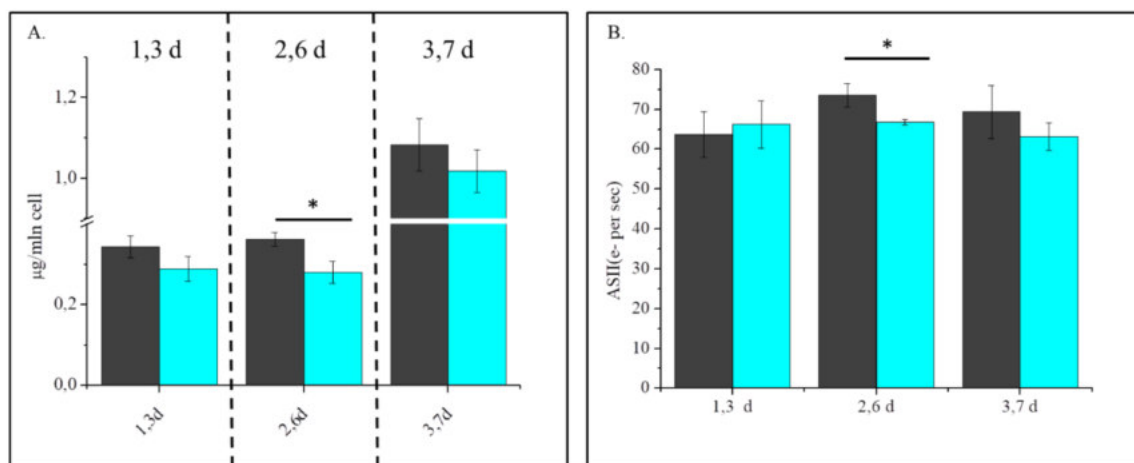 A.
1,3 d 2,6 d 3,7 d
1,2
1,0
0,2
0,0
µg/mln cell
1,3d 2,6d 3,7d
B.
*
*
80
70
60
50
40
30
20
10
0
ASII(e- per sec)
1,3 d 2,6 d 3,7 d